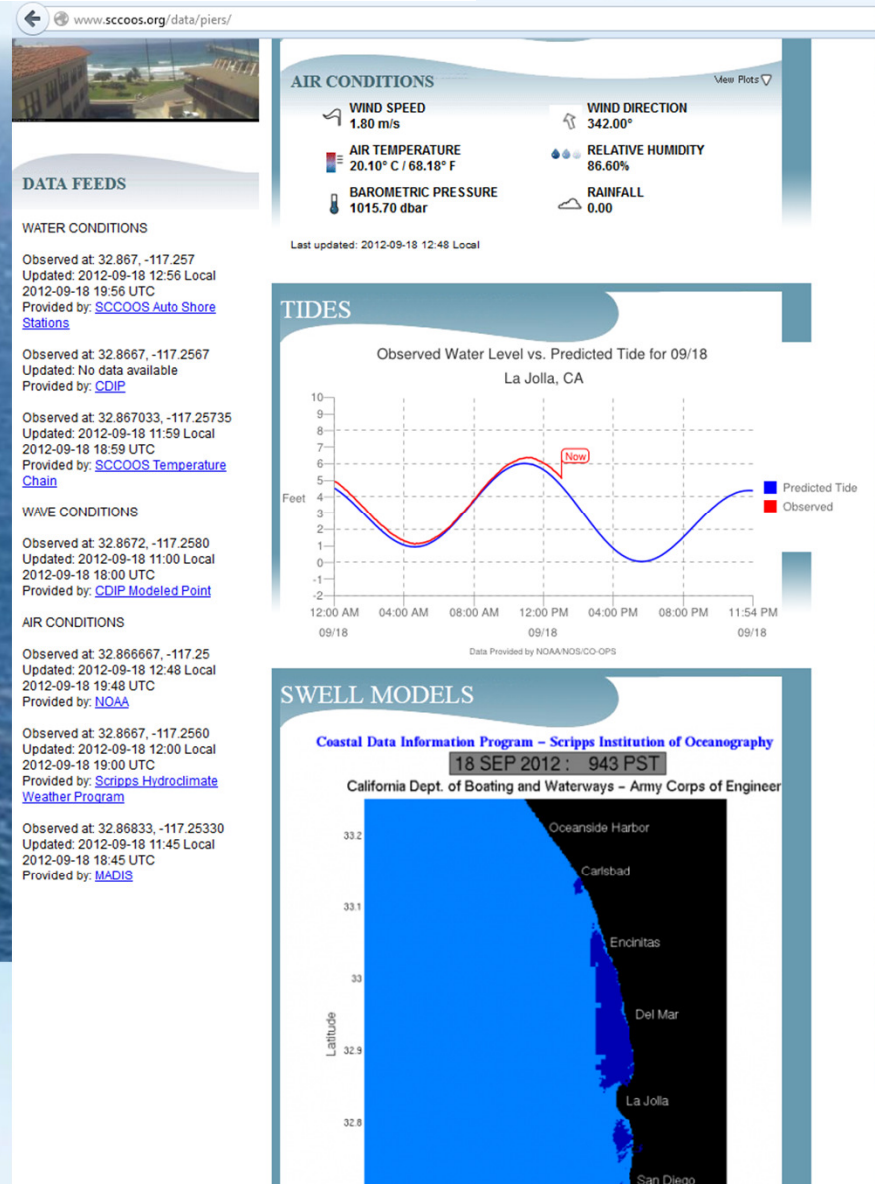 www.sccoos.org/data/piers/
DATA FEEDS
WATER CONDITIONS
Observed at: 32.867, -117.257
Updated: 2012-09-18 12:56 Local
2012-09-18 19:56 UTC
Provided by: SCCOOS Auto Shore
Stations
Observed at: 32.8667, -117.2567
Updated: No data available
Provided by: CDIP
Observed at: 32.867033, -117.25735
Updated: 2012-09-18 11:59 Local
2012-09-18 18:59 UTC
Provided by: SCCOOS Temperature
Chain
WAVE CONDITIONS
Observed at: 32.8672, -117.2580
Updated: 2012-09-18 11:00 Local
2012-09-18 18:00 UTC
Provided by: CDIP Modeled Point
AIR CONDITIONS
Observed at: 32.866667, -117.25
Updated: 2012-09-18 12:48 Local
2012-09-18 19:48 UTC
Provided by: NOAA
Observed at: 32.8667, -117.2560
Updated: 2012-09-18 12:00 Local
2012-09-18 19:00 UTC
Provided by: Scripps Hydroclimate
Weather Program
Observed at: 32.86833, -117.25330
Updated: 2012-09-18 11:45 Local
2012-09-18 18:45 UTC
Provided by: MADIS
AIR CONDITIONS
View Plots
WIND SPEED
1.80 m/s
WIND DIRECTION
342.00°
AIR TEMPERATURE
20.10° C / 68.18° F
RELATIVE HUMIDITY
86.60%
BAROMETRIC PRESSURE
1015.70 dbar
RAINFALL
0.00
Last updated: 2012-09-18 12:48 Local
TIDES
Observed Water Level vs. Predicted Tide for 09/18
La Jolla, CA
10
9
8
7
6
5
4
3
2
1
0
-1
-2
Feet
Now
Predicted Tide
Observed
12:00 AM 04:00 AM 08:00 AM 12:00 PM 04:00 PM 08:00 PM 11:54 PM
09/18 09/18 09/18
Data Provided by NOAA/NOS/CO-OPS
SWELL MODELS
Coastal Data Information Program – Scripps Institution of Oceanography
18 SEP 2012 : 943 PST
California Dept. of Boating and Waterways – Army Corps of Engineer
33.2
33.1
33
32.9
32.8
Latitude
Oceanside Harbor
Carlsbad
Encinitas
Del Mar
La Jolla
San Diego